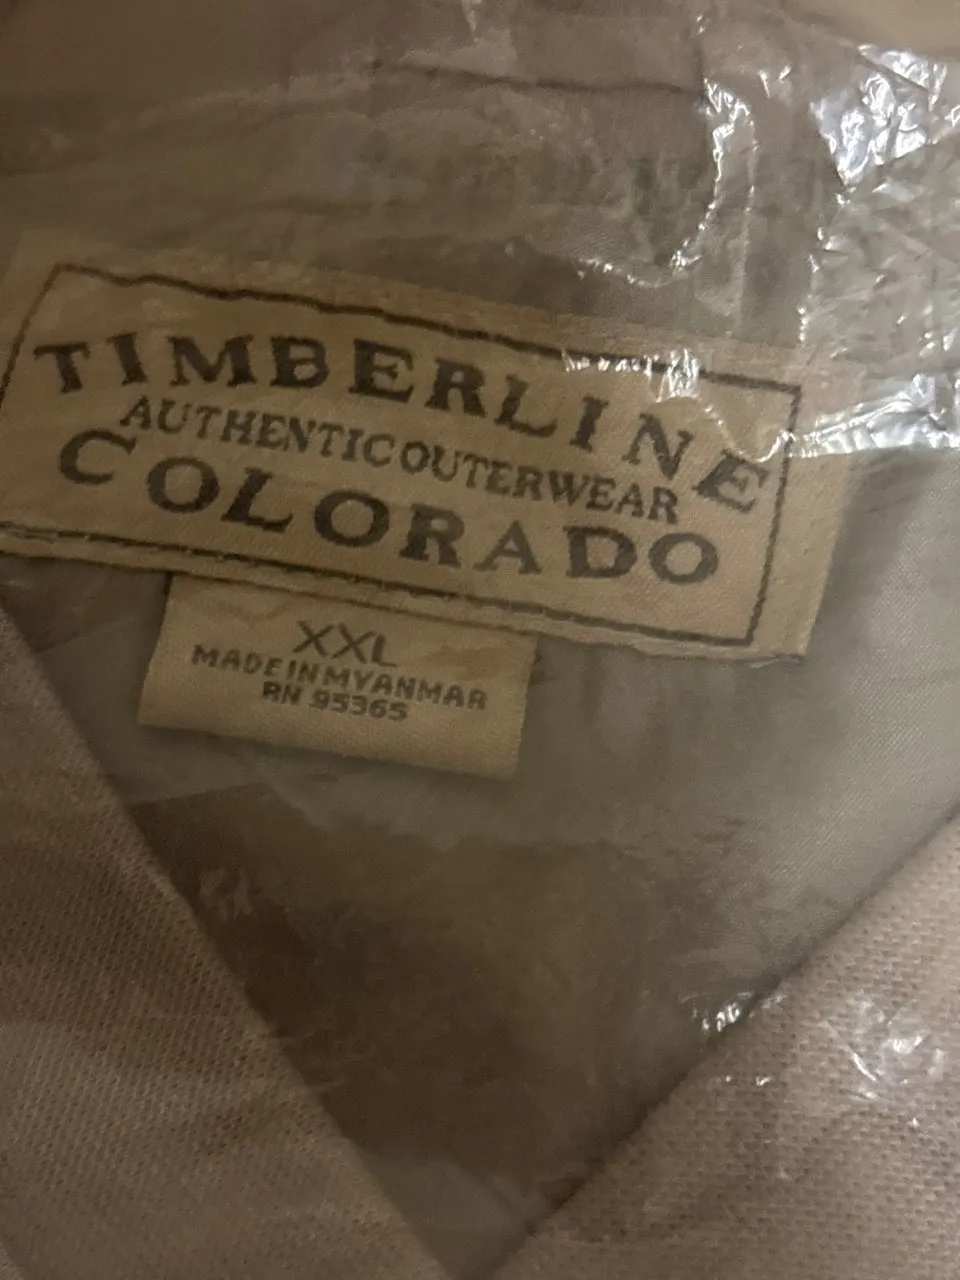 TIMBERLINE
AUTHENTIC OUTERWEAR
COLORADO
XXL
MADE IN MYANMAR
RN 95365